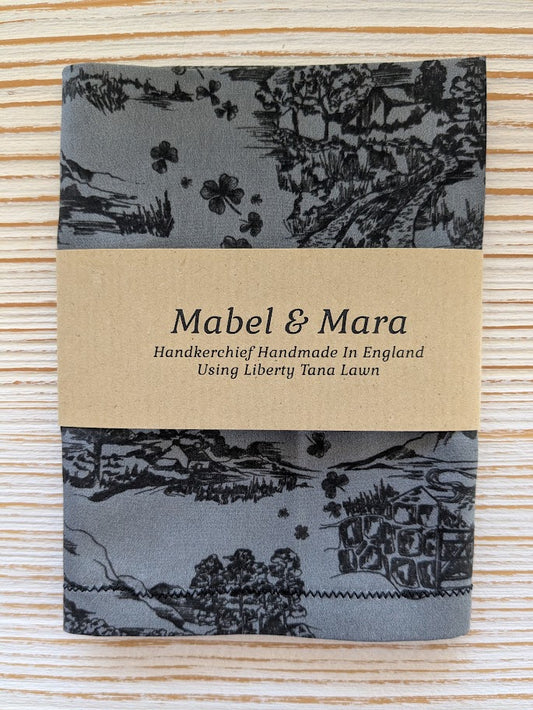 Mabel & Mara
Handkerchief Handmade In England
Using Liberty Tana Lawn